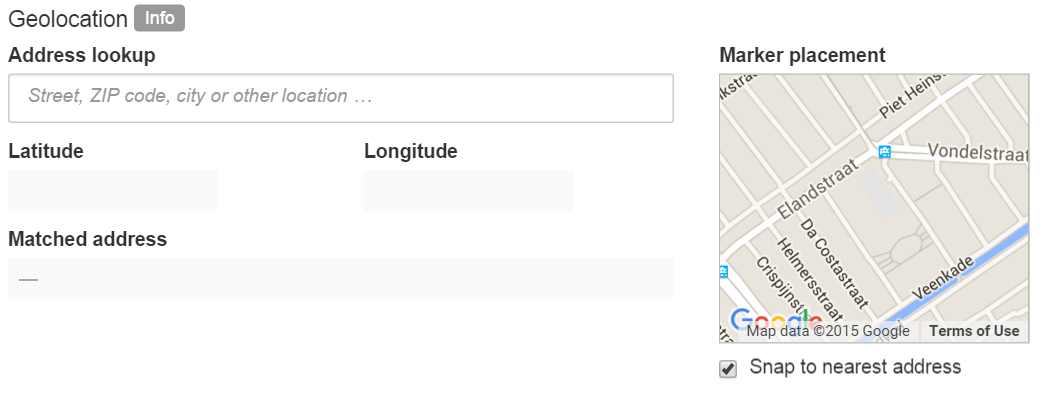 Geolocation Info
Address lookup
Street, ZIP code, city or other location …
Latitude
Longitude
Matched address
—
Marker placement
kstraat
Piet Heinst
Vondelstraat
Elandstraat
Da Costastraat
Helmersstraat
Crispijnstr
Veenkade
Google
Map data ©2015 Google
Terms of Use
Snap to nearest address